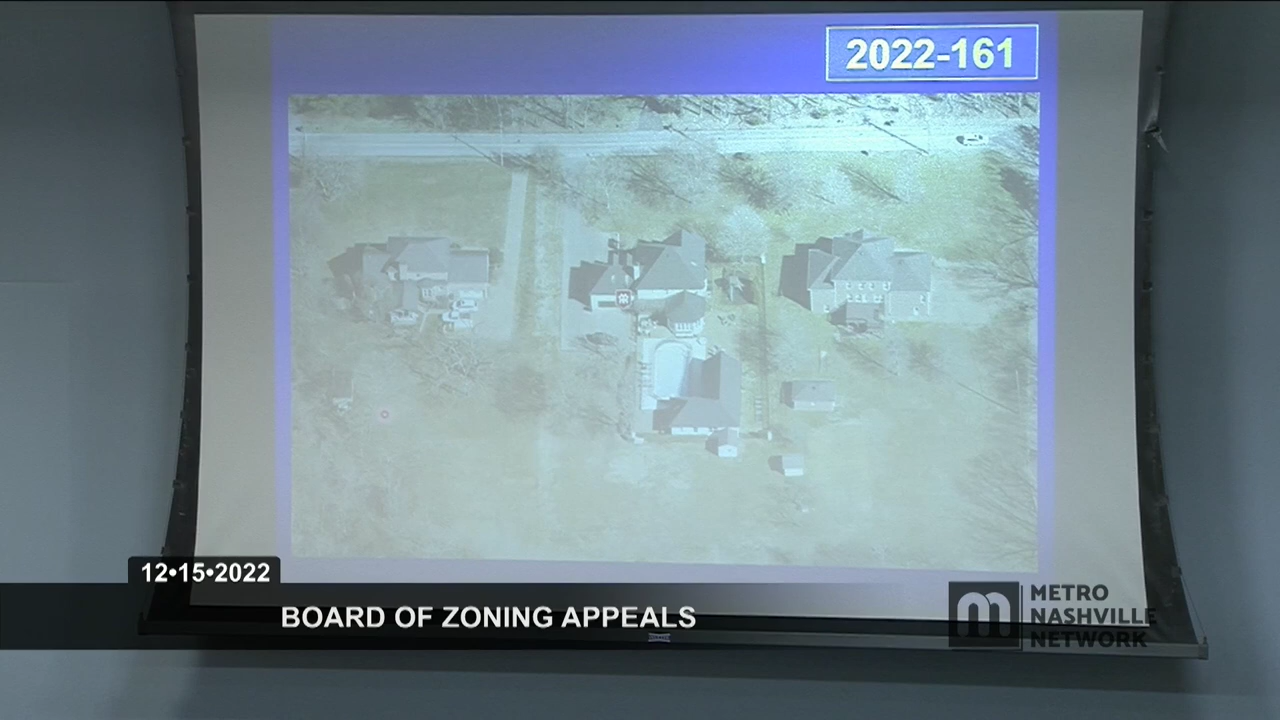 2022-161
12•15•2022
BOARD OF ZONING APPEALS
METRO
NASHVILLE
NETWORK